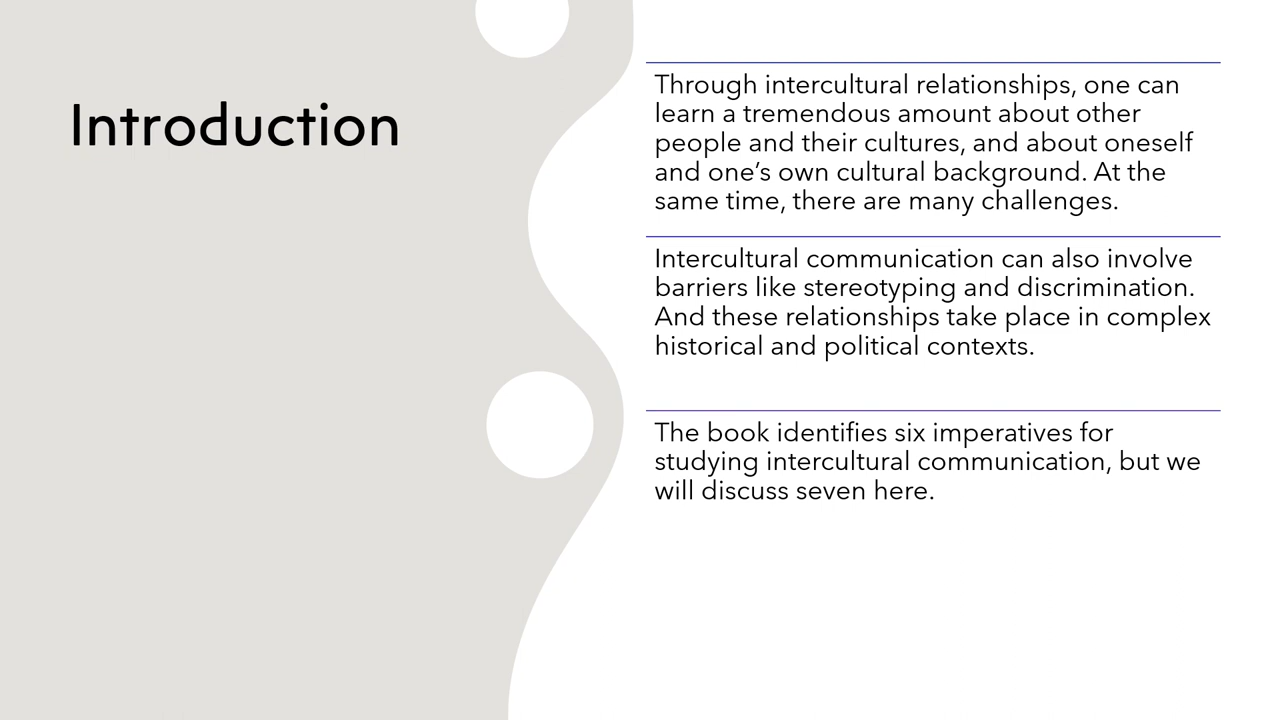 Introduction
Through intercultural relationships, one can
learn a tremendous amount about other
people and their cultures, and about oneself
and one’s own cultural background. At the
same time, there are many challenges.
Intercultural communication can also involve
barriers like stereotyping and discrimination.
And these relationships take place in complex
historical and political contexts.
The book identifies six imperatives for
studying intercultural communication, but we
will discuss seven here.